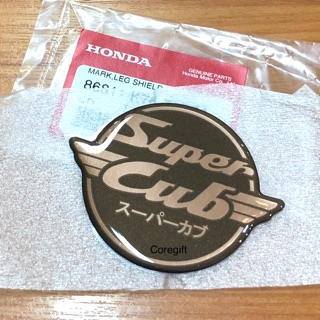 HONDA
GENUINE PARTS
Honda Motor Co.,
MARK, LEG SHIELD
Super
Cub
スーパーカブ
Coregift